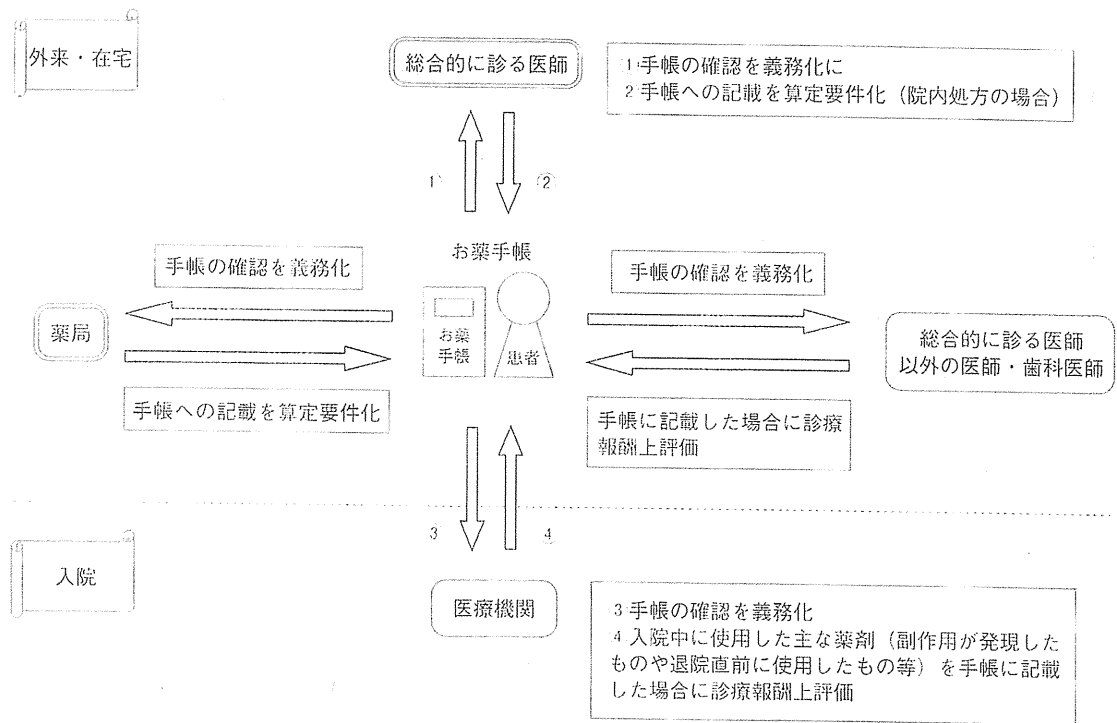 外来・在宅
総合的に診る医師
①手帳の確認を義務化に
②手帳への記載を算定要件化（院内処方の場合）
①
②
お薬手帳
手帳の確認を義務化
手帳の確認を義務化
薬局
お薬
手帳
患者
総合的に診る医師
以外の医師・歯科医師
手帳への記載を算定要件化
手帳に記載した場合に診療
報酬上評価
③
④
入院
医療機関
③手帳の確認を義務化
④入院中に使用した主な薬剤（副作用が発現した
ものや退院直前に使用したもの等）を手帳に記載
した場合に診療報酬上評価